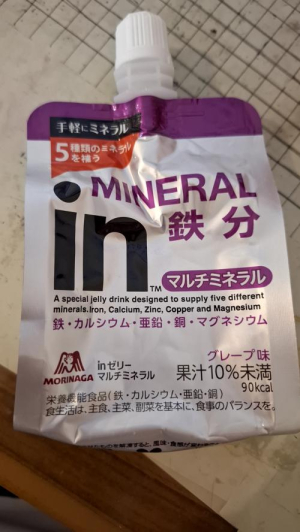 手軽にミネラル
5種類のミネラル
を補う
MINERAL
in
鉄分
TM
マルチミネラル
A special jelly drink designed to supply five different
minerals.Iron, Calcium, Zinc, Copper and Magnesium
鉄・カルシウム・亜鉛・銅・マグネシウム
MORINAGA
inゼリー
マルチミネラル
グレープ味
果汁10%未満
90kcal
栄養機能食品(鉄・カルシウム・亜鉛・銅)
食生活は、主食、主菜、副菜を基本に、食事のバランスを。